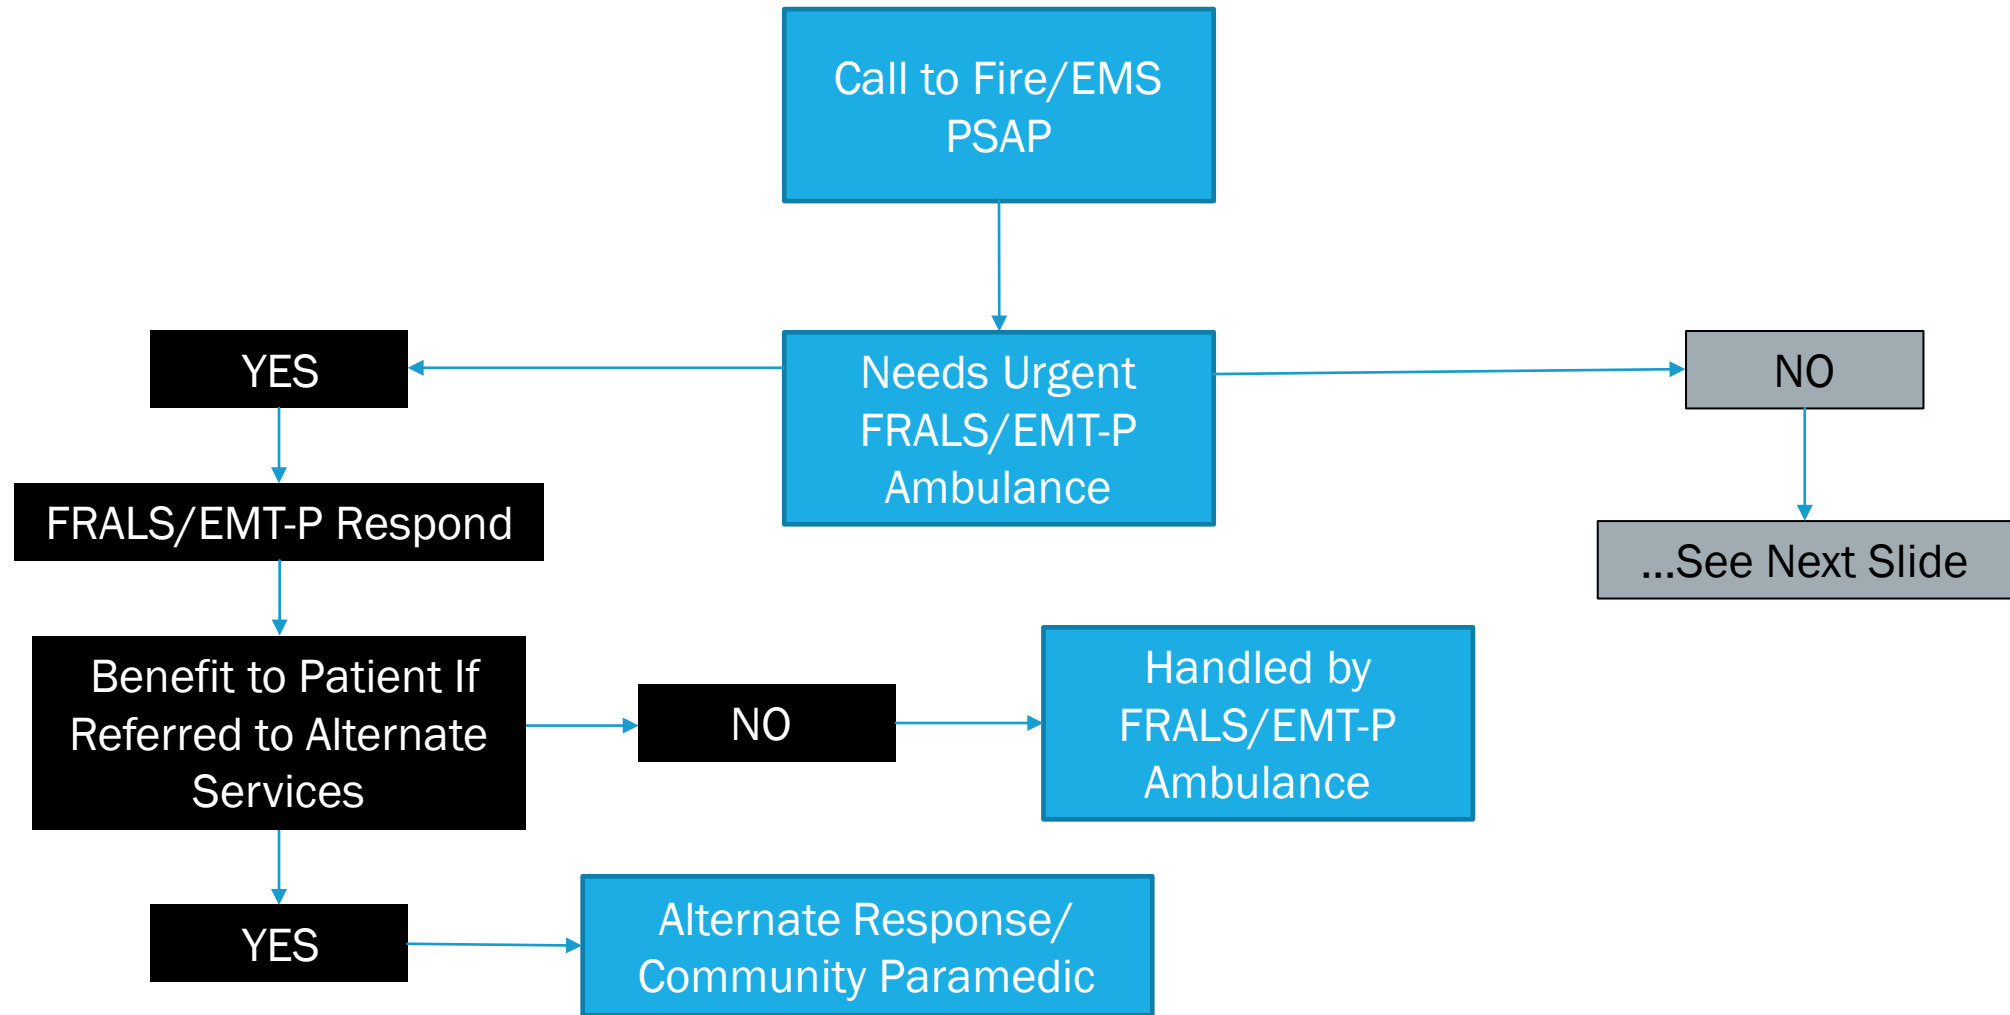 Call to Fire/EMS
PSAP
YES
Needs Urgent
FRALS/EMT-P
Ambulance
NO
FRALS/EMT-P Respond
...See Next Slide
Benefit to Patient If
Referred to Alternate
Services
NO
Handled by
FRALS/EMT-P
Ambulance
YES
Alternate Response/
Community Paramedic